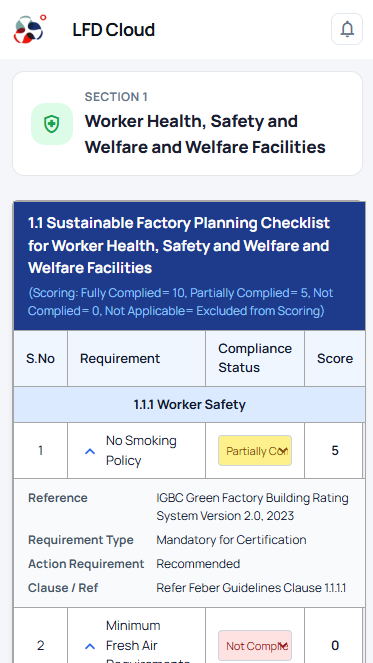 LFD Cloud
SECTION 1
Worker Health, Safety and
Welfare and Welfare Facilities
1.1 Sustainable Factory Planning Checklist
for Worker Health, Safety and Welfare and
Welfare Facilities
(Scoring: Fully Complied= 10, Partially Complied= 5, Not
Complied= 0, Not Applicable= Excluded from Scoring)
S.No Requirement Compliance Status Score
1.1.1 Worker Safety
1 No Smoking Policy Partially 5
Reference IGBC Green Factory Building Rating
System Version 2.0, 2023
Requirement Type Mandatory for Certification
Action Requirement Recommended
Clause / Ref Refer Feber Guidelines Clause 1.1.1.1
2 Minimum Fresh Air Not 0